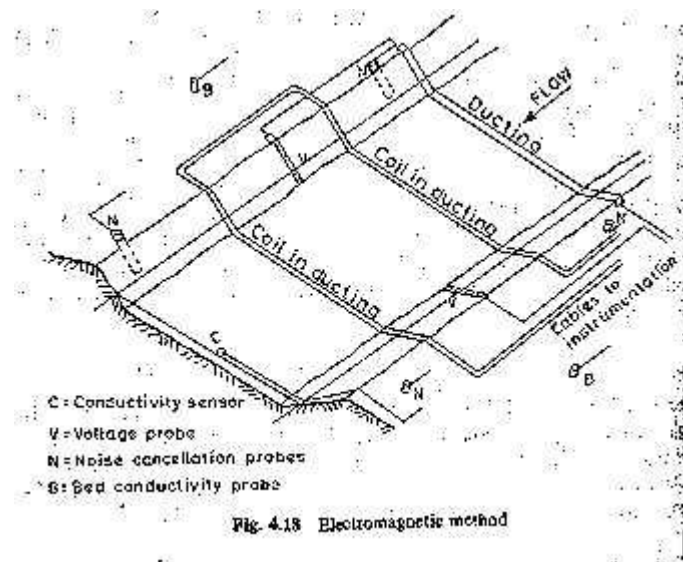 B
B
FLOW
Ducting
V
Coil in ducting
N
Coil in ducting
N
Cables to
instrumentation
C
N
B
B
C = Conductivity sensor
V = Voltage probe
N = Noise cancellation probes
B = Bed conductivity probe
Fig. 4.18 Electromagnetic method